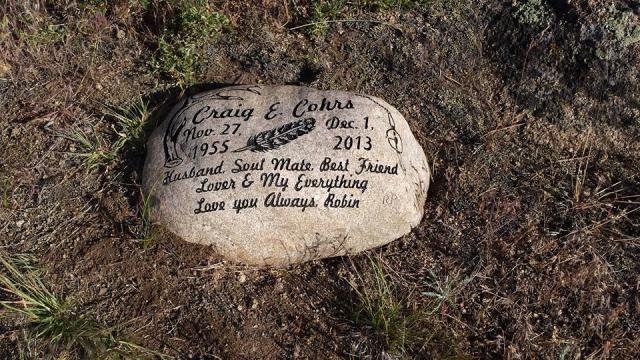 Craig E. Cohrs
Nov. 27, Dec. 1,
1955 2013
Husband, Soul Mate, Best Friend
Lover & My Everything
Love you Always, Robin